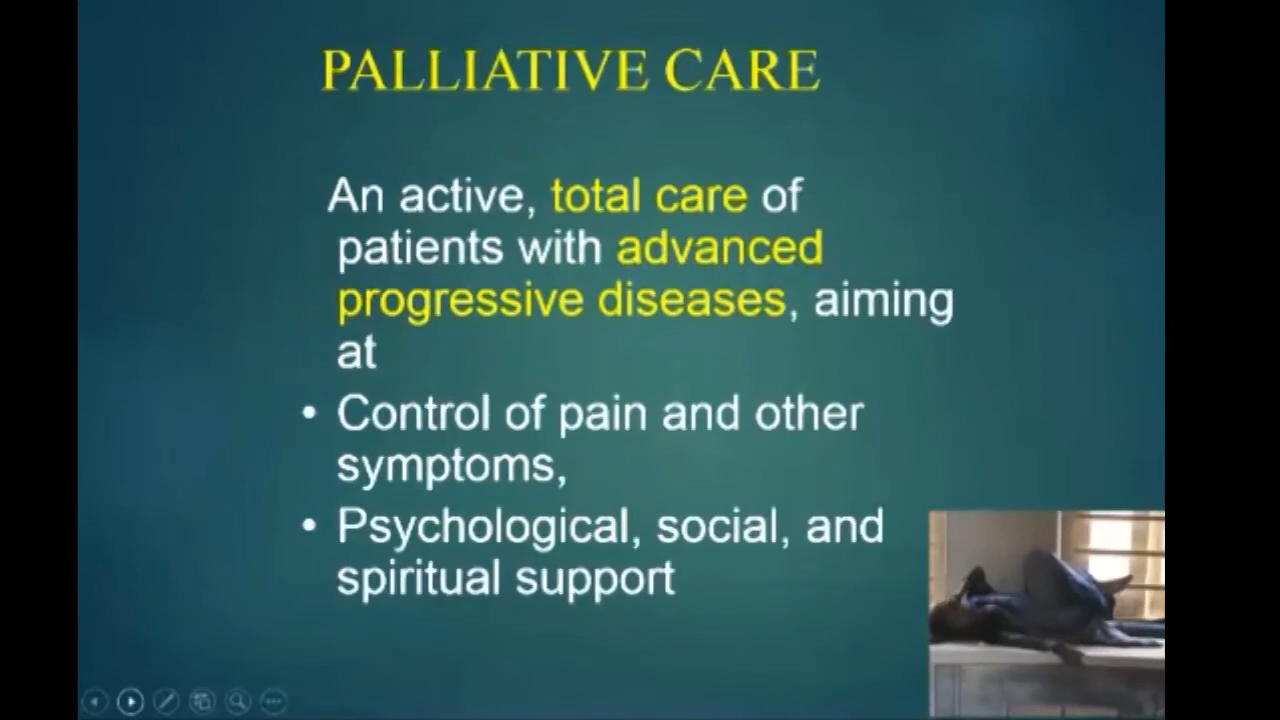 PALLIATIVE CARE
An active, total care of
patients with advanced
progressive diseases, aiming
at
• Control of pain and other
symptoms,
• Psychological, social, and
spiritual support